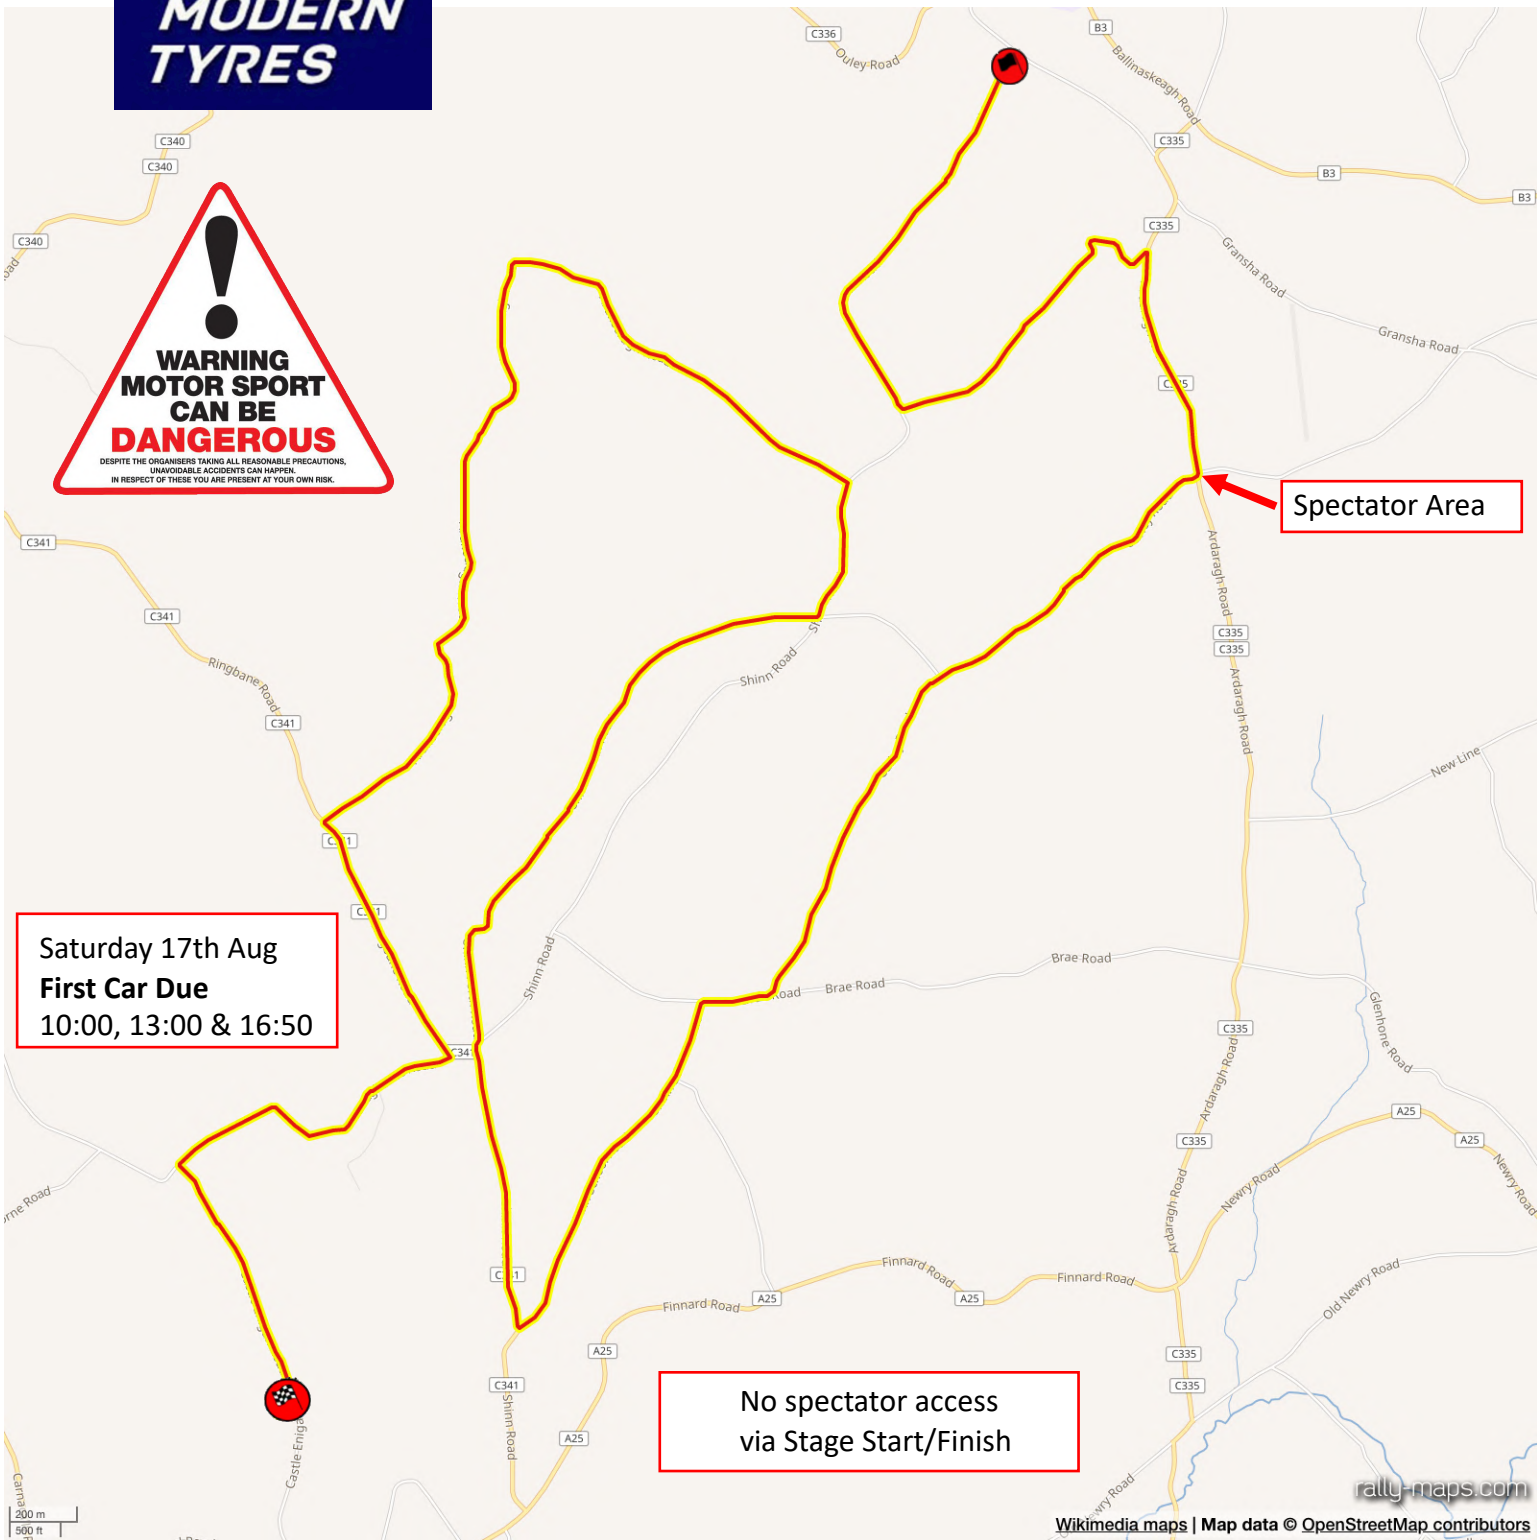 MODERN
TYRES
C336
Ouley Road
B3
Ballinaskeagh Road
C335
B3
B3
C340
C340
C340
C335
Gransha Road
Gransha Road
WARNING
MOTOR SPORT
CAN BE
DANGEROUS
DESPITE THE ORGANISERS TAKING ALL REASONABLE PRECAUTIONS,
UNAVOIDABLE ACCIDENTS CAN HAPPEN.
IN RESPECT OF THESE YOU ARE PRESENT AT YOUR OWN RISK.
Spectator Area
C341
C341
Ringbane Road
C341
Ardaragh Road
C335
C335
Ardaragh Road
Shinn Road
New Line
Saturday 17th Aug
First Car Due
10:00, 13:00 & 16:50
Shinn Road
Brae Road
Brae Road
Road
C341
C335
Glenhone Road
Ardaragh Road
A25
A25
C335
Newry Road
Newry Road
Ardaragh Road
Finnard Road
Finnard Road
Finnard Road
A25
A25
Old Newry Road
A25
C335
C335
C341
Shinn Road
A25
No spectator access
via Stage Start/Finish
Newry Road
200 m
500 ft
rally-maps.com
Wikimedia maps | Map data © OpenStreetMap contributors